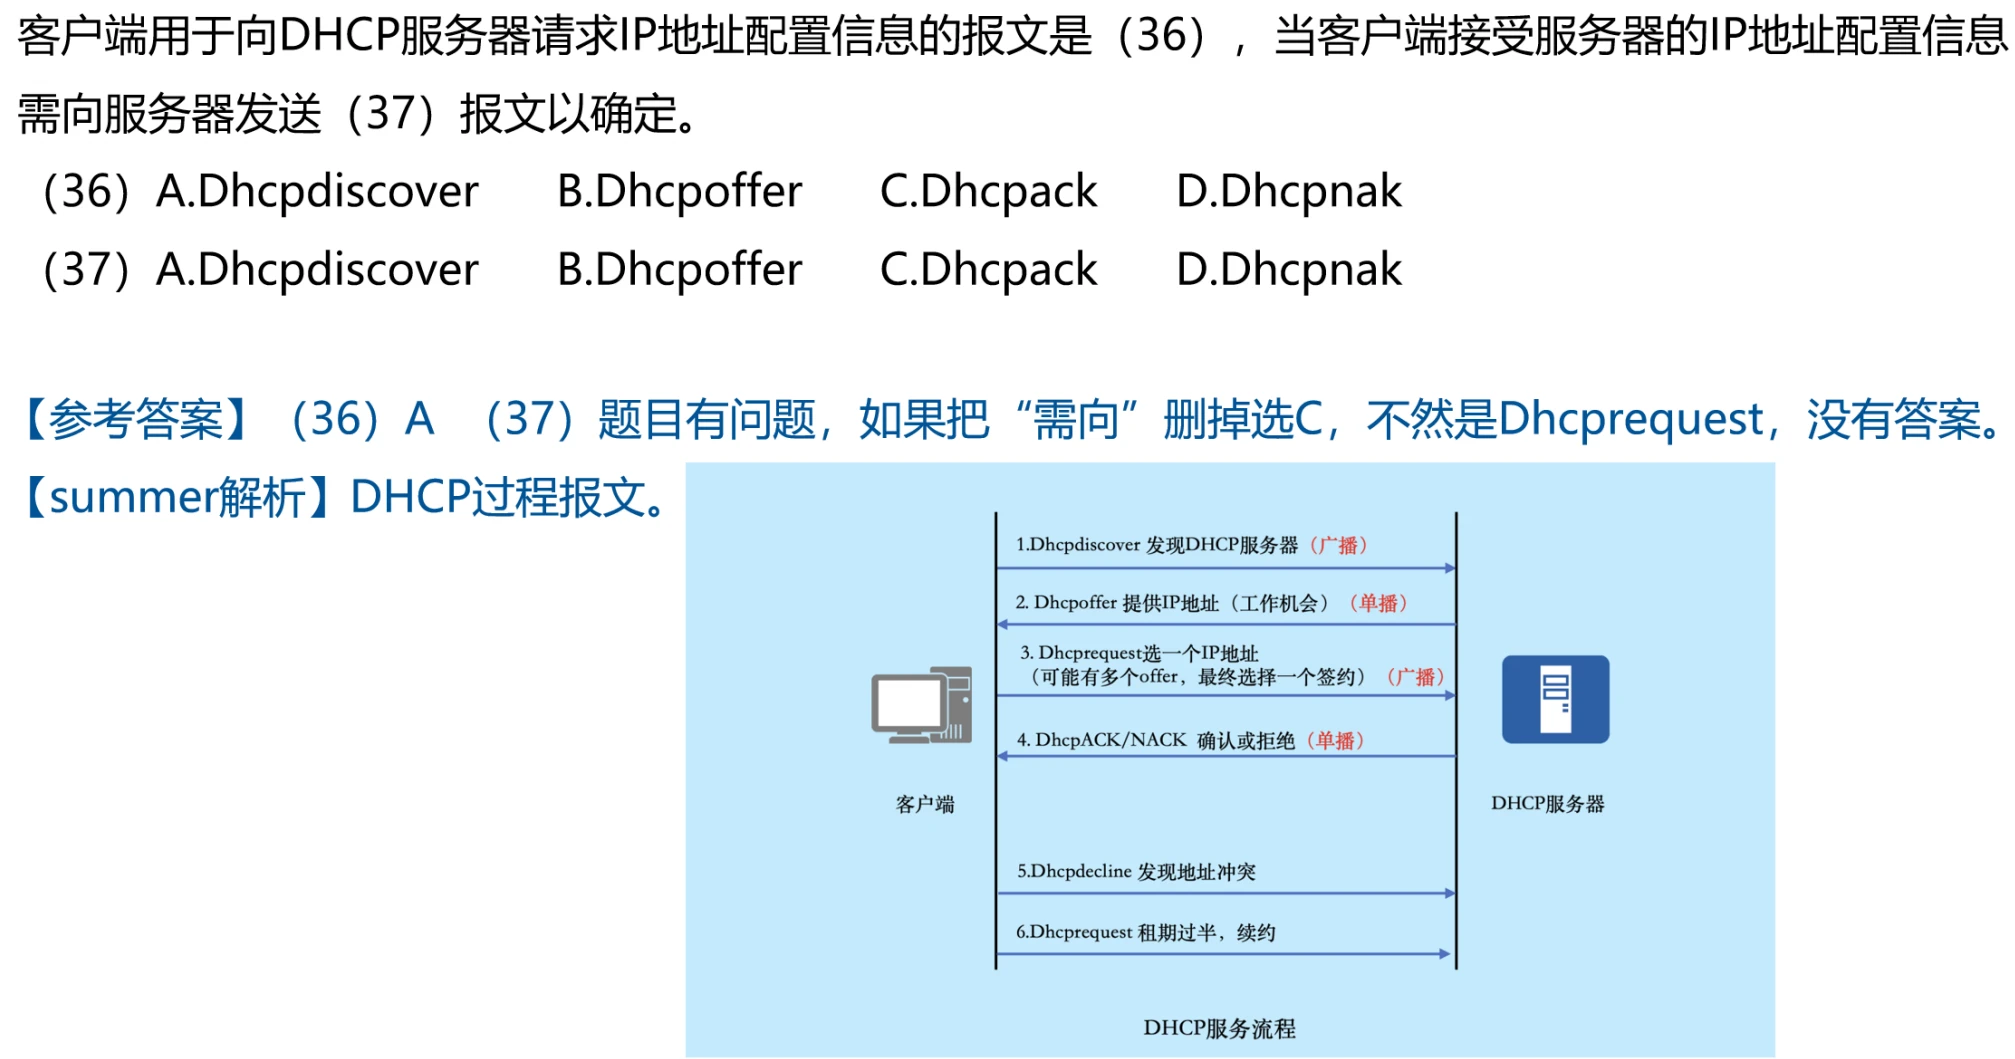 客户端用于向DHCP服务器请求IP地址配置信息的报文是（36），当客户端接受服务器的IP地址配置信息
需向服务器发送（37）报文以确定。
（36）A.Dhcpdiscover B.Dhcpoffer C.Dhcpack D.Dhcpnak
（37）A.Dhcpdiscover B.Dhcpoffer C.Dhcpack D.Dhcpnak
【参考答案】（36）A （37）题目有问题，如果把“需向”删掉选C，不然是Dhcprequest，没有答案。
【summer解析】DHCP过程报文。
1.Dhcpdiscover 发现DHCP服务器（广播）
2. Dhcpoffer 提供IP地址（工作机会）（单播）
3. Dhcprequest选一个IP地址
（可能有多个offer，最终选择一个签约）（广播）
4. DhcpACK/NACK 确认或拒绝（单播）
客户端
DHCP服务器
5.Dhcpdecline 发现地址冲突
6.Dhcprequest 租期过半，续约
DHCP服务流程